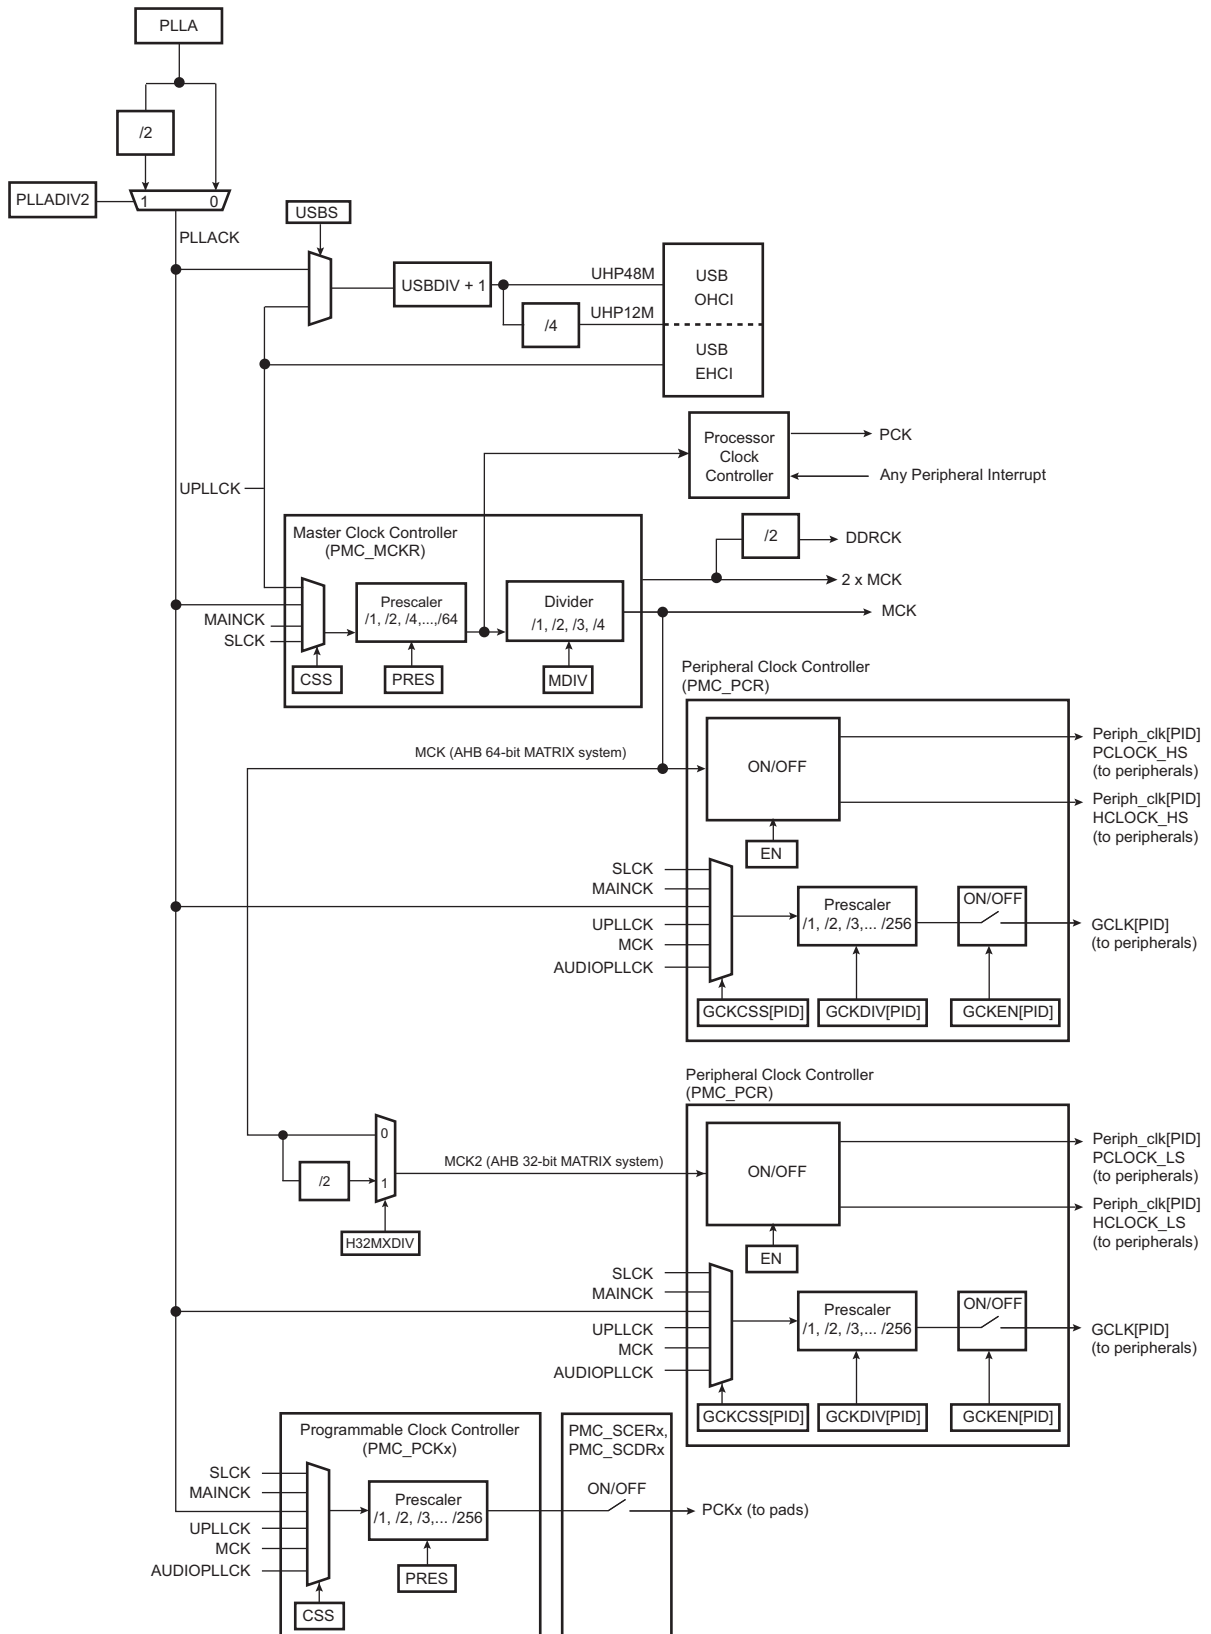 PLLA
/2
PLLADIV2
1 0
PLLACK
USBS
USBDIV + 1
/4
UHP48M
UHP12M
USB
OHCI
USB
EHCI
UPLLCK
Processor
Clock
Controller
PCK
Any Peripheral Interrupt
Master Clock Controller
(PMC_MCKR)
/2
DDRCK
2 x MCK
MCK
MAINCK
SLCK
Prescaler
/1, /2, /4,...,/64
Divider
/1, /2, /3, /4
CSS
PRES
MDIV
Peripheral Clock Controller
(PMC_PCR)
MCK (AHB 64-bit MATRIX system)
ON/OFF
EN
Periph_clk[PID]
PCLOCK_HS
(to peripherals)
Periph_clk[PID]
HCLOCK_HS
(to peripherals)
SLCK
MAINCK
UPLLCK
MCK
AUDIOPLLCK
Prescaler
/1, /2, /3,... /256
ON/OFF
GCLK[PID]
(to peripherals)
GCKCSS[PID]
GCKDIV[PID]
GCKEN[PID]
Peripheral Clock Controller
(PMC_PCR)
0
1
/2
H32MXDIV
MCK2 (AHB 32-bit MATRIX system)
ON/OFF
EN
Periph_clk[PID]
PCLOCK_LS
(to peripherals)
Periph_clk[PID]
HCLOCK_LS
(to peripherals)
SLCK
MAINCK
UPLLCK
MCK
AUDIOPLLCK
Prescaler
/1, /2, /3,... /256
ON/OFF
GCLK[PID]
(to peripherals)
GCKCSS[PID]
GCKDIV[PID]
GCKEN[PID]
Programmable Clock Controller
(PMC_PCKx)
PMC_SCERx,
PMC_SCDRx
SLCK
MAINCK
UPLLCK
MCK
AUDIOPLLCK
Prescaler
/1, /2, /3,... /256
ON/OFF
PCKx (to pads)
PRES
CSS